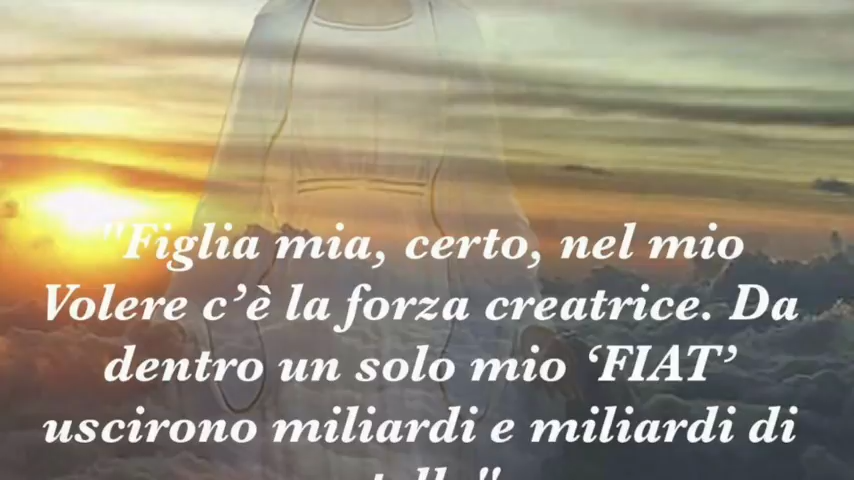 "Figlia mia, certo, nel mio
Volere c’è la forza creatrice. Da
dentro un solo mio ‘FIAT’
uscirono miliardi e miliardi di